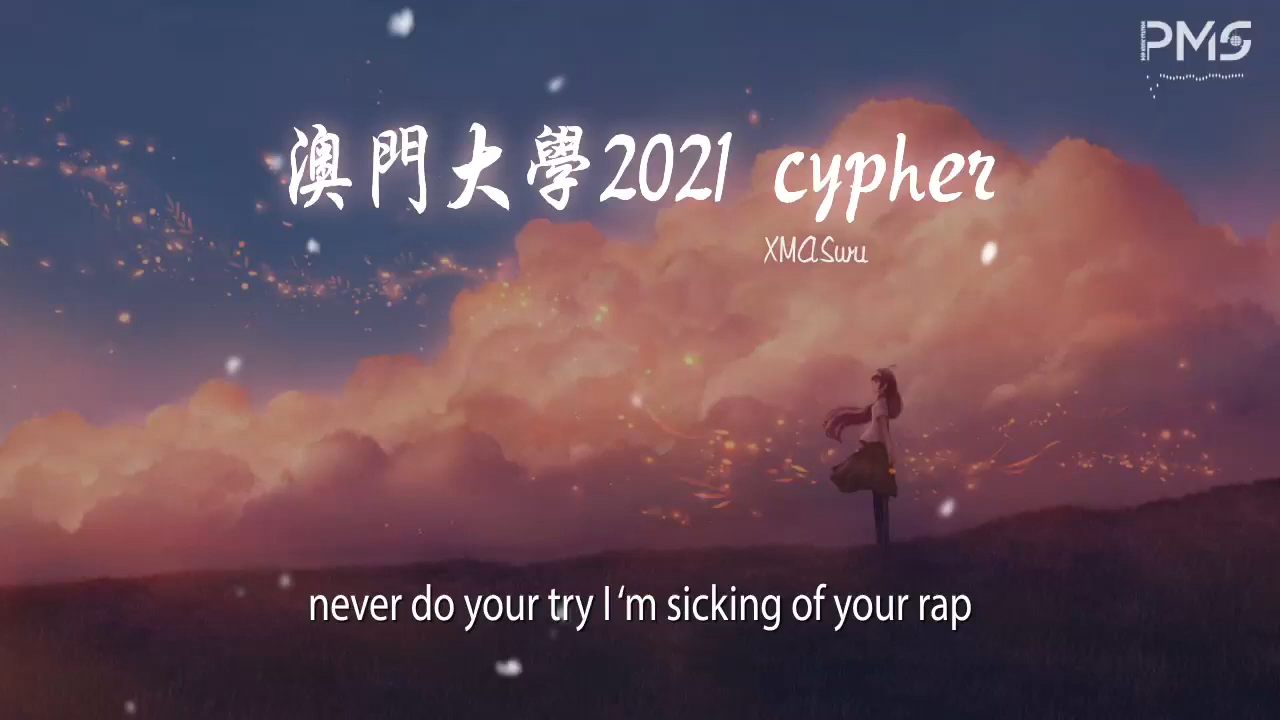 PMS
澳門大學2021 cypher
XMASuru
never do your try I ‘m sicking of your rap